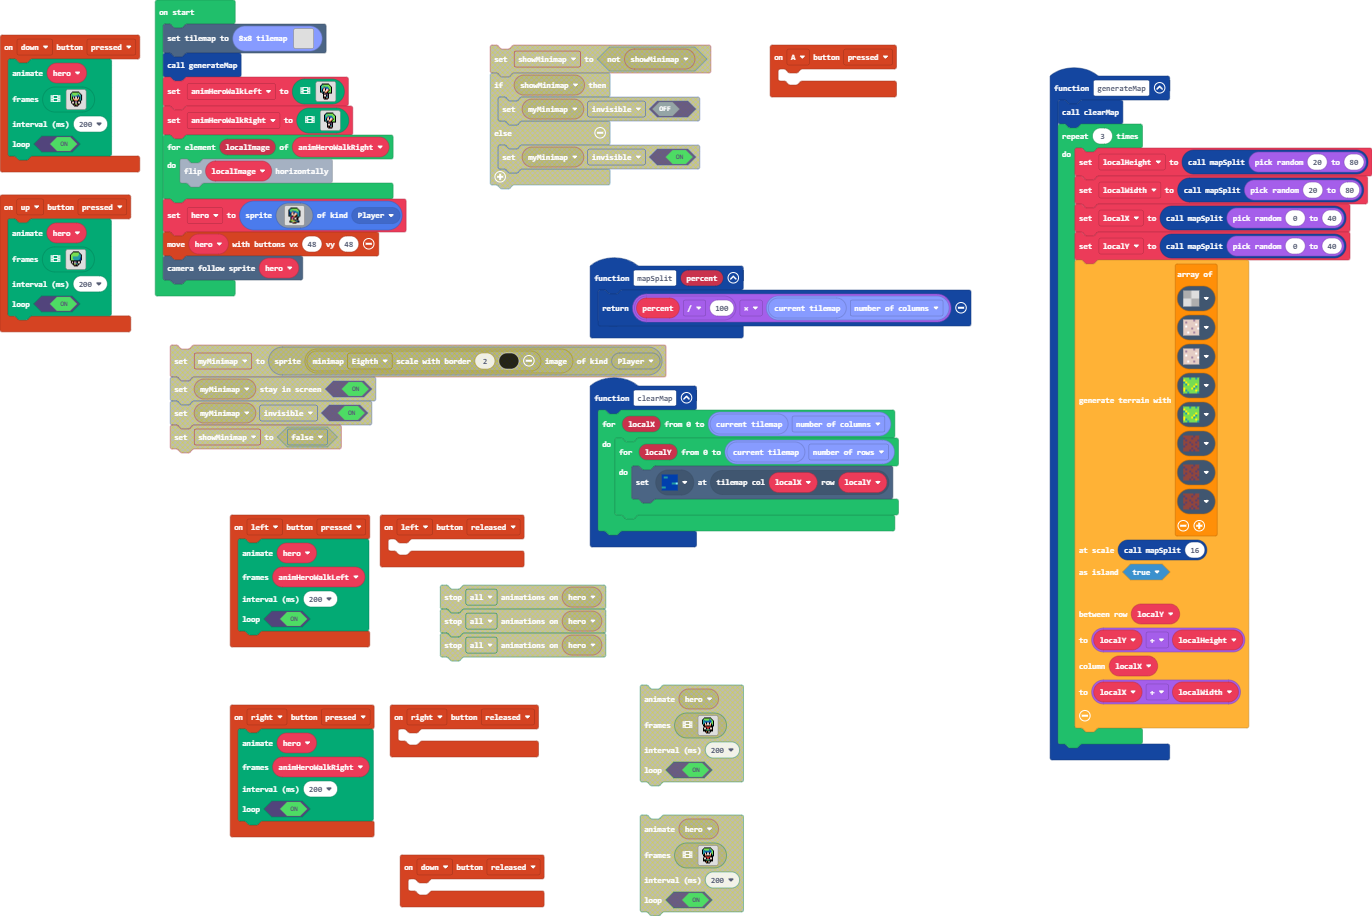 on down button pressed
animate hero
frames
interval (ms) 200
loop ON
on up button pressed
animate hero
frames
interval (ms) 200
loop ON
on start
set tilemap to 8x8 tilemap
call generateMap
set animHeroWalkLeft to
set animHeroWalkRight to
for element localImage of animHeroWalkRight
do flip localImage horizontally
set hero to sprite of kind Player
move hero with buttons vx 48 vy 48
camera follow sprite hero
set showMinimap to not showMinimap
if showMinimap then
set myMinimap invisible OFF
else
set myMinimap invisible ON
on A button pressed
function mapSplit percent
return percent / 100 × current tilemap number of columns
set myMinimap to sprite minimap Eighth scale with border 2 image of kind Player
set myMinimap stay in screen ON
set myMinimap invisible ON
set showMinimap to false
function clearMap
for localX from 0 to current tilemap number of columns
do
for localY from 0 to current tilemap number of rows
do
set at tilemap col localX row localY
on left button pressed
animate hero
frames animHeroWalkLeft
interval (ms) 200
loop ON
on left button released
stop all animations on hero
stop all animations on hero
stop all animations on hero
on right button pressed
animate hero
frames animHeroWalkRight
interval (ms) 200
loop ON
on right button released
animate hero
frames
interval (ms) 200
loop ON
animate hero
frames
interval (ms) 200
loop ON
on down button released
function generateMap
call clearMap
repeat 3 times
do
set localHeight to call mapSplit pick random 20 to 80
set localWidth to call mapSplit pick random 20 to 80
set localX to call mapSplit pick random 0 to 40
set localY to call mapSplit pick random 0 to 40
array of
generate terrain with
at scale call mapSplit 16
as island true
between row localY
to localY + localHeight
column localX
to localX + localWidth